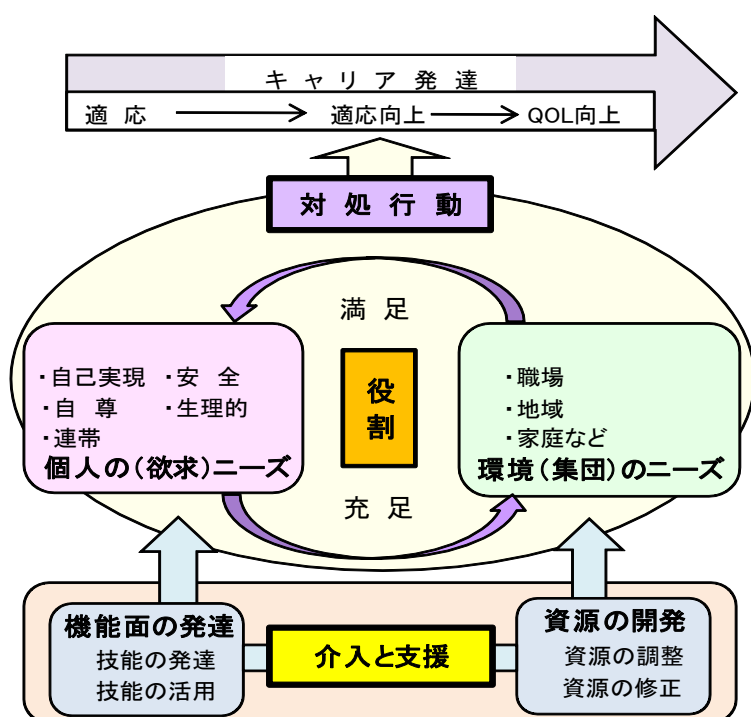 キャリア発達
適応 適応向上 QOL向上
対処行動
満足
・自己実現 ・安全
・自尊 ・生理的
・連帯
個人の(欲求)ニーズ
役割
・職場
・地域
・家庭など
環境(集団)のニーズ
充足
機能面の発達
技能の発達
技能の活用
介入と支援
資源の開発
資源の調整
資源の修正